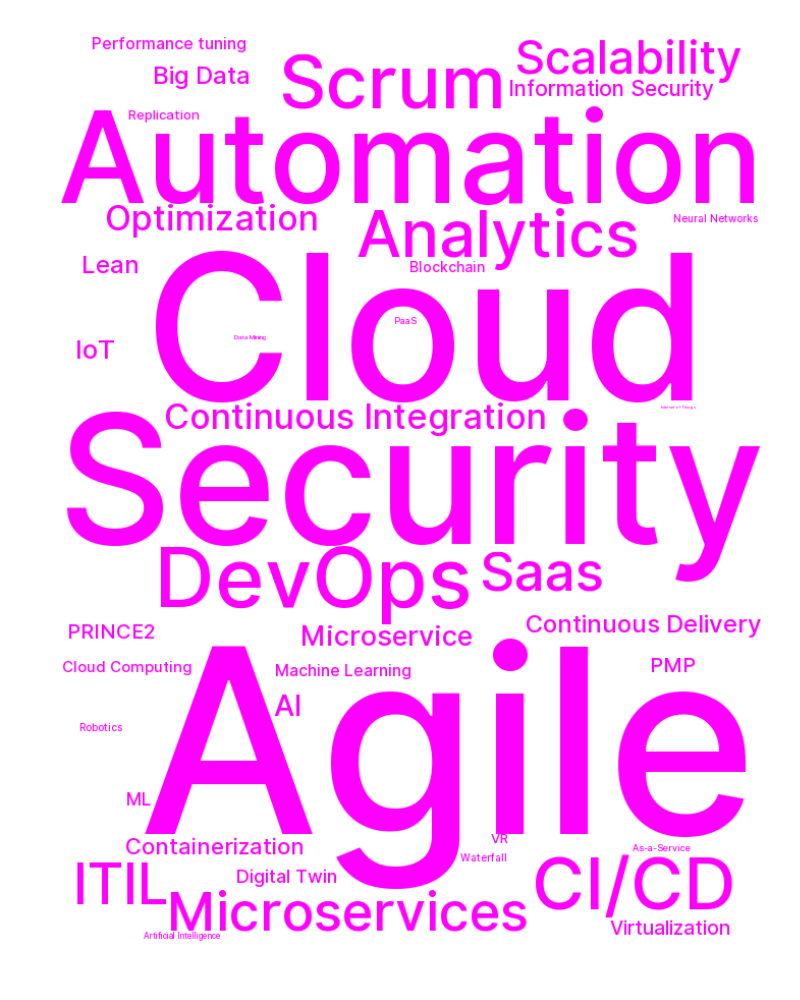 Performance tuning
Scalability
Scrum
Big Data
Information Security
Replication
Automation
Optimization
Analytics
Neural Networks
Lean
Blockchain
Cloud
PaaS
Data Mining
IoT
Internet of Things
Continuous Integration
Security
DevOps
Saas
PRINCE2
Microservice
Continuous Delivery
Cloud Computing
Machine Learning
PMP
AI
Agile
Robotics
ML
VR
Containerization
As-a-Service
Waterfall
ITIL
Digital Twin
CI/CD
Microservices
Virtualization
Artificial Intelligence